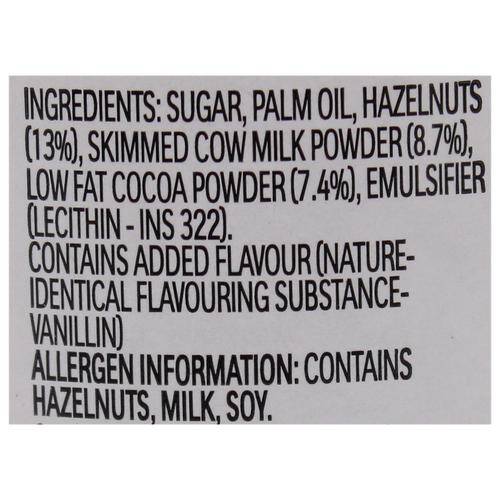 INGREDIENTS: SUGAR, PALM OIL, HAZELNUTS
(13%), SKIMMED COW MILK POWDER (8.7%),
LOW FAT COCOA POWDER (7.4%), EMULSIFIER
(LECITHIN - INS 322).
CONTAINS ADDED FLAVOUR (NATURE-
IDENTICAL FLAVOURING SUBSTANCE-
VANILLIN)
ALLERGEN INFORMATION: CONTAINS
HAZELNUTS, MILK, SOY.